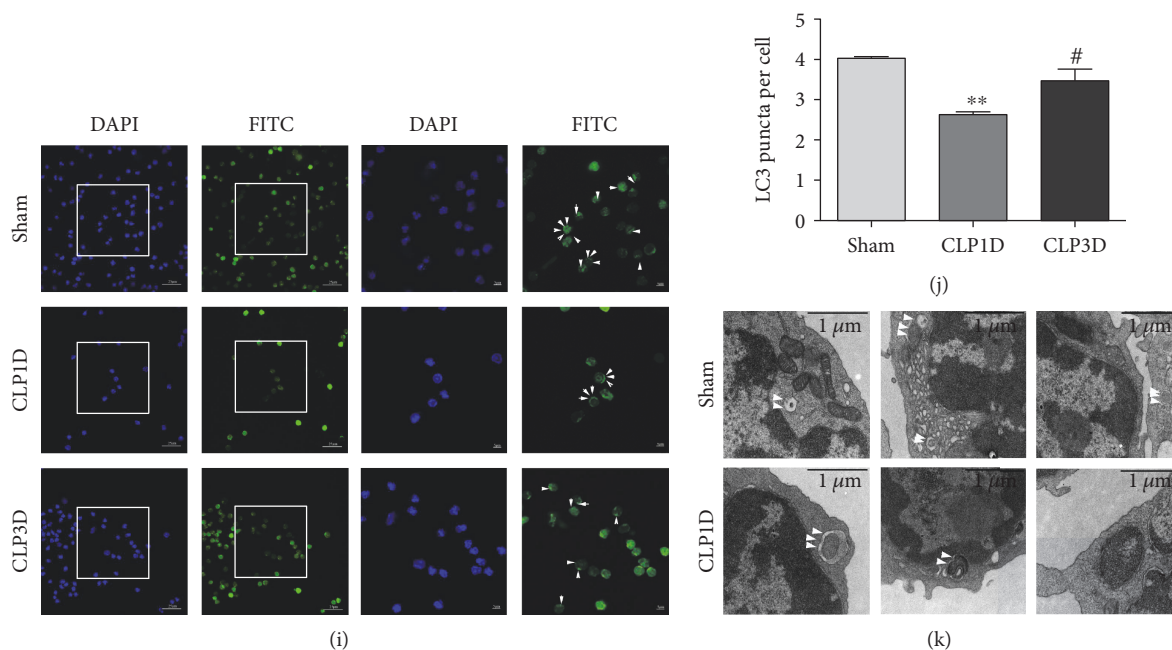 DAPI FITC DAPI FITC
Sham
CLP1D
CLP3D
(i)
LC3 puncta per cell
5
4
3
2
1
0
**
#
Sham CLP1D CLP3D
(j)
Sham
1 μm 1 μm 1 μm
CLP1D
1 μm 1 μm 1 μm
(k)